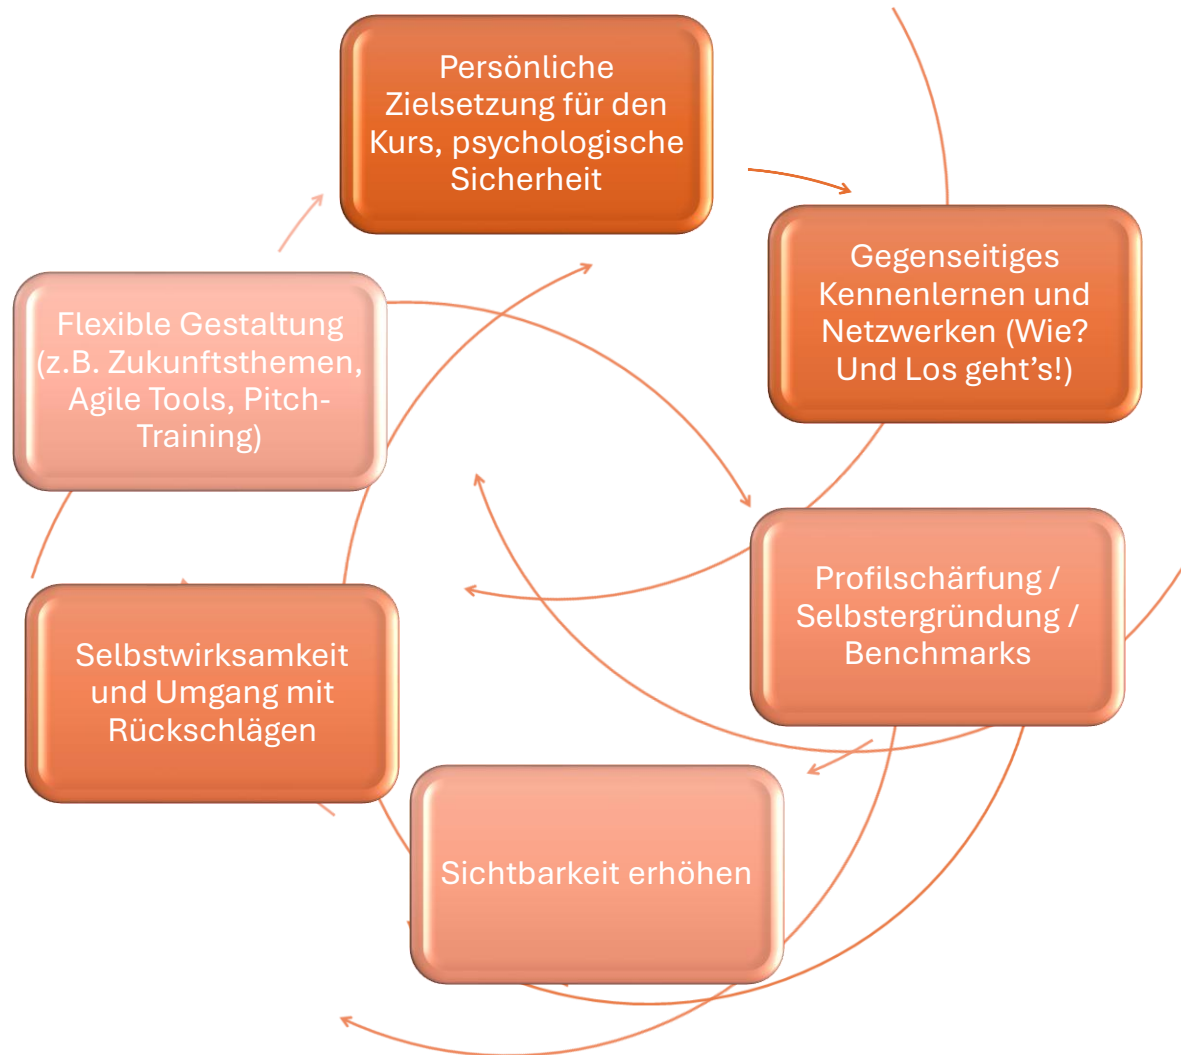 Persönliche
Zielsetzung für den
Kurs, psychologische
Sicherheit
Gegenseitiges
Kennenlernen und
Netzwerken (Wie?
Und Los geht’s!)
Profilschärfung /
Selbstergründung /
Benchmarks
Sichtbarkeit erhöhen
Selbstwirksamkeit
und Umgang mit
Rückschlägen
Flexible Gestaltung
(z.B. Zukunftsthemen,
Agile Tools, Pitch-
Training)